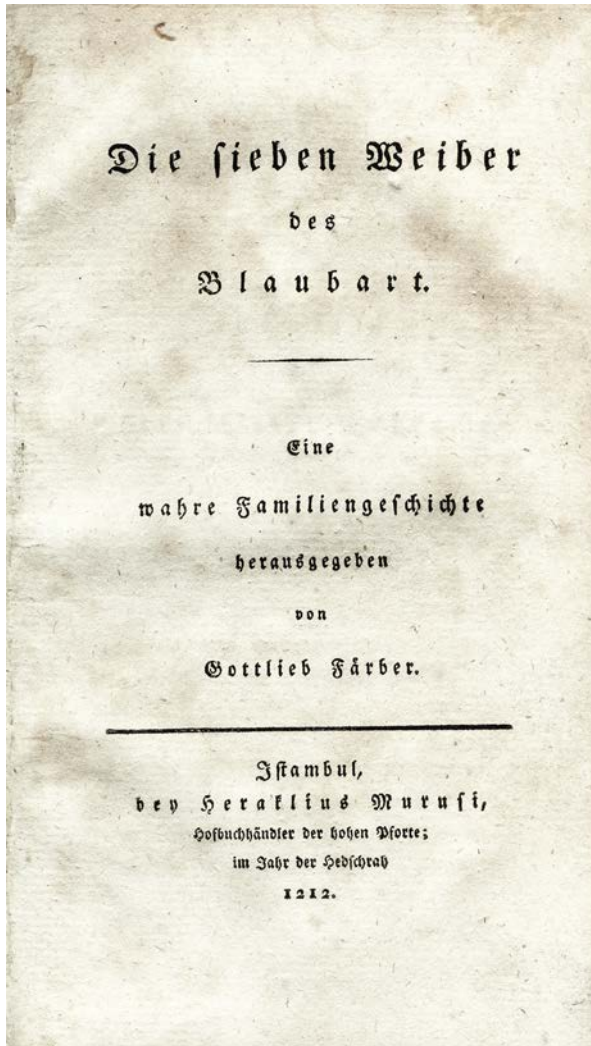 Die ſieben Weiber
des
Blaubart.
Eine
wahre Familiengeſchichte
herausgegeben
von
Gottlieb Färber.
Iſtambul,
bey Heraklius Muruſi,
Hofbuchhändler der hohen Pforte;
im Jahr der Hedſchrah
1212.